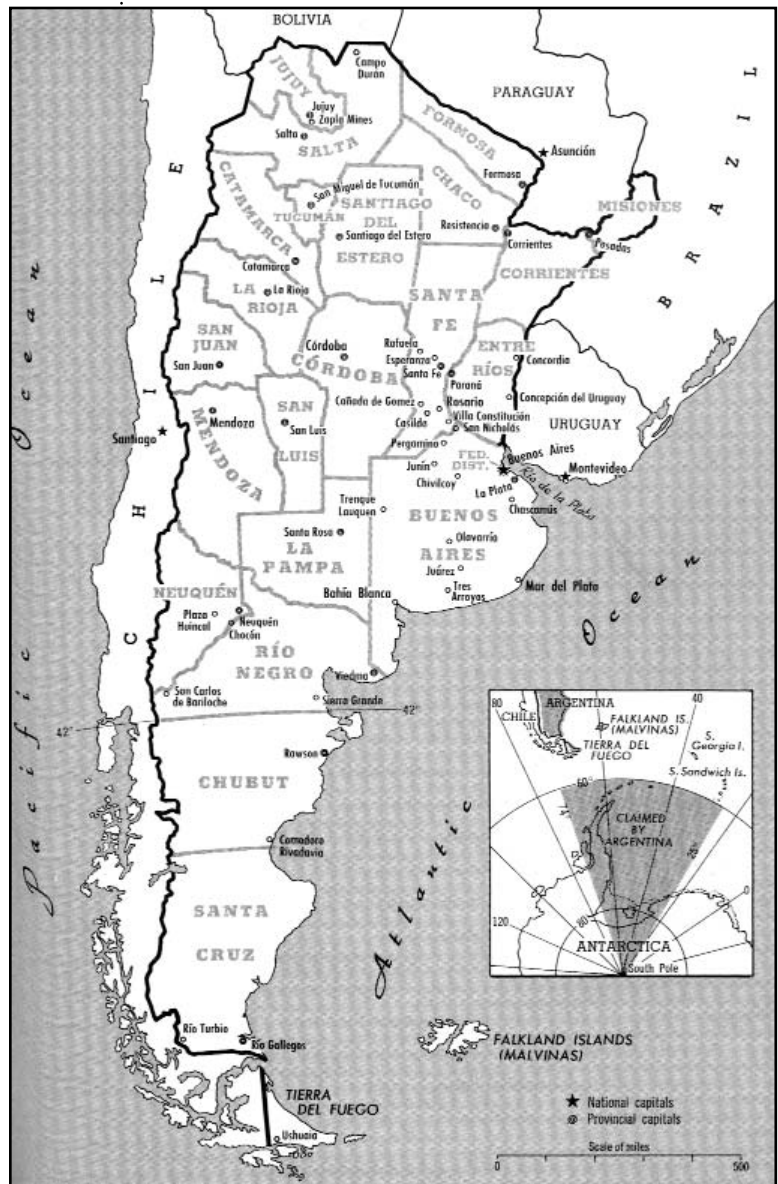 BOLIVIA
Campo
Durán
JUJUY
PARAGUAY
Jujuy
Zapla Mines
FORMOSA
Salta
SALTA
Asunción
CHACO
Formosa
CATAMARCA
San Miguel de Tucumán
TUCUMÁN
SANTIAGO
DEL
ESTERO
Santiago del Estero
MISIONES
BRAZIL
Resistencia
Corrientes
Posadas
CORRIENTES
Catamarca
LA
RIOJA
La Rioja
SANTA
FE
SAN
JUAN
San Juan
Córdoba
CÓRDOBA
Rafaela
Esperanza
Santa Fé
Paraná
ENTRE
RÍOS
Concordia
Cañada de Gomez
Rosario
Casilda
Villa Constitución
San Nicholás
Concepción del Uruguay
URUGUAY
CHILE
Santiago
MENDOZA
Mendoza
SAN
LUIS
San Luis
Pergamino
FED.
DIST.
Buenos Aires
Montevideo
Junín
Chivilcoy
La Plata
Río de la Plata
Chascomús
Trenque
Lauquen
BUENOS
AIRES
Olavarría
Santa Rosa
LA
PAMPA
Juárez
Tres
Arroyos
Mar del Plata
Bahía Blanca
NEUQUÉN
Plaza
Huincal
Neuquén
Chocón
RÍO
NEGRO
Viedma
San Carlos
de Bariloche
Sierra Grande
42°
42°
Rawson
CHUBUT
Comodoro
Rivadavia
SANTA
CRUZ
Río Turbio
Río Gallegos
TIERRA
DEL FUEGO
Ushuaia
Pacific Ocean
Atlantic Ocean
FALKLAND ISLANDS
(MALVINAS)
80
40
ARGENTINA
CHILE
FALKLAND IS.
(MALVINAS)
TIERRA DEL
FUEGO
S.
Georgia I.
S. Sandwich Is.
60°
74°
25°
CLAIMED
BY
ARGENTINA
0
120
80
ANTARCTICA
South Pole
National capitals
Provincial capitals
Scale of miles
0
500